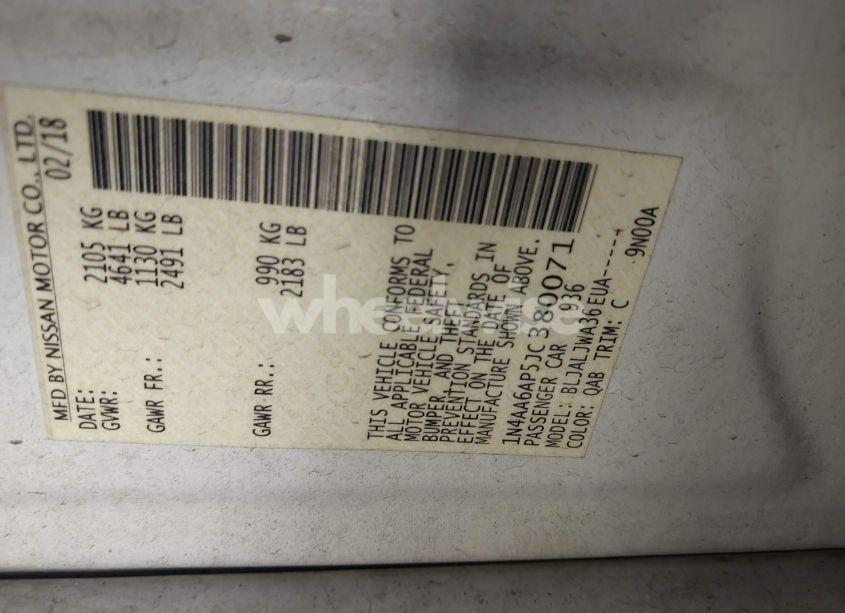 MFD BY NISSAN MOTOR CO., LTD.
DATE: 02/18
GVWR: 2105 KG
4641 LB
GAWR FR.: 1130 KG
2491 LB
GAWR RR.: 990 KG
2183 LB
THIS VEHICLE CONFORMS TO
ALL APPLICABLE FEDERAL
MOTOR VEHICLE SAFETY,
BUMPER, AND THEFT
PREVENTION STANDARDS IN
EFFECT ON THE DATE OF
MANUFACTURE SHOWN ABOVE.
1N4AA6AP5JC380071
PASSENGER CAR 936
MODEL: BLJALJWA36EUA-----
COLOR: QAB TRIM: C
9N00A